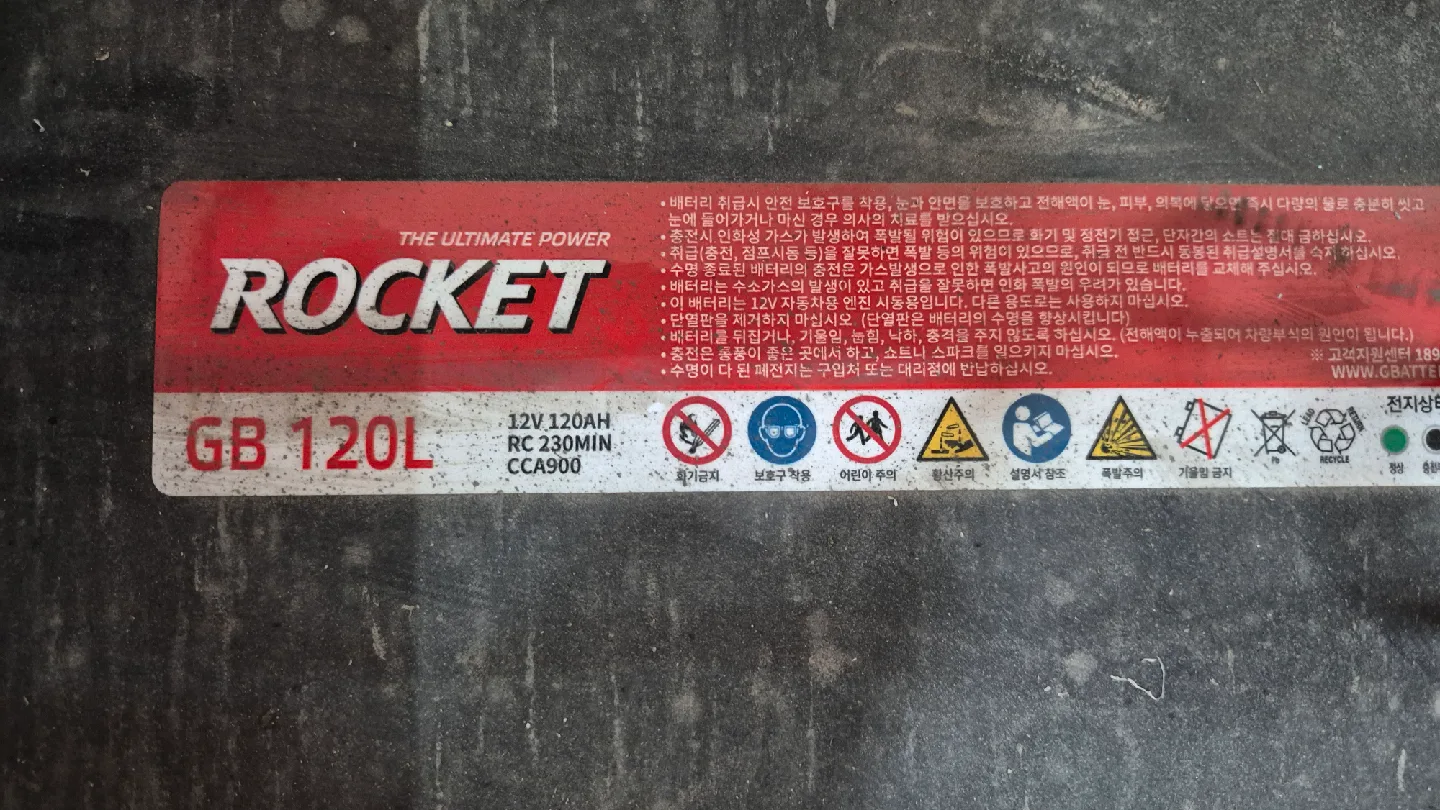 THE ULTIMATE POWER
ROCKET
• 배터리 취급시 안전 보호구를 착용, 눈과 안면을 보호하고 전해액이 눈, 피부, 의복에 닿으면 즉시 다량의 물로 충분히 씻고
눈에 들어가거나 마신 경우 의사의 치료를 받으십시오.
• 충전시 인화성 가스가 발생하여 폭발될 위험이 있으므로 화기 및 정전기 접근, 단자간의 쇼트는 절대 금하십시오.
• 취급(충전, 점프시동 등)을 잘못하면 폭발 등의 위험이 있으므로, 취급 전 반드시 동봉된 취급설명서를 숙지 하십시오.
• 수명 종료된 배터리의 충전은 가스발생으로 인한 폭발사고의 원인이 되므로 배터리를 교체해 주십시오.
• 배터리는 수소가스의 발생이 있고 취급을 잘못하면 인화 폭발의 우려가 있습니다.
• 이 배터리는 12V 자동차용 엔진 시동용입니다. 다른 용도로는 사용하지 마십시오.
• 단열판을 제거하지 마십시오. (단열판은 배터리의 수명을 향상시킵니다)
• 배터리를 뒤집거나, 기울임, 눕힘, 낙하, 충격을 주지 않도록 하십시오. (전해액이 누출되어 차량부식의 원인이 됩니다.)
• 충전은 통풍이 좋은 곳에서 하고, 쇼트나 스파크를 일으키지 마십시오.
• 수명이 다 된 폐전지는 구입처 또는 대리점에 반납하십시오.
※ 고객지원센터 189
WWW.GBATTE
GB 120L
12V 120AH
RC 230MIN
CCA900
화기금지
보호구 착용
어린이 주의
황산주의
설명서 참조
폭발주의
기울임 금지
Pb
RECYCLE
전지상태
정상